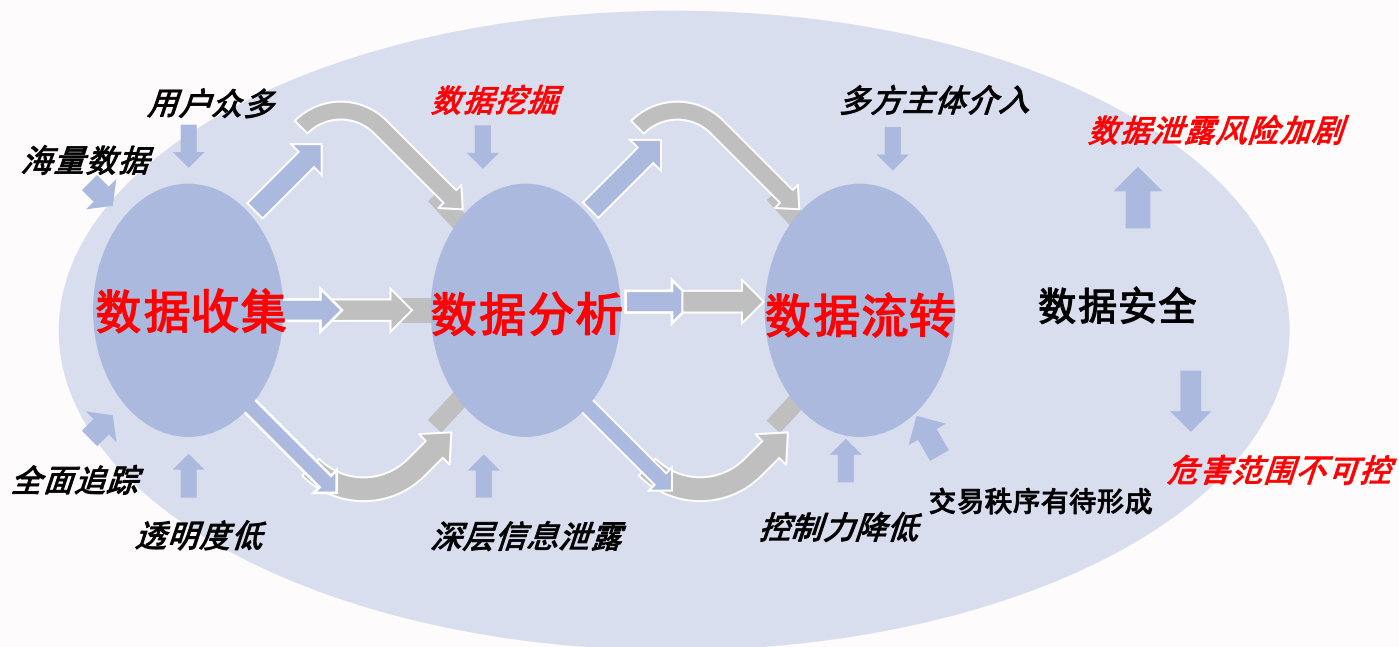 用户众多
数据挖掘
多方主体介入
数据泄露风险加剧
海量数据
数据收集
数据分析
数据流转
数据安全
全面追踪
透明度低
深层信息泄露
控制力降低
交易秩序有待形成
危害范围不可控